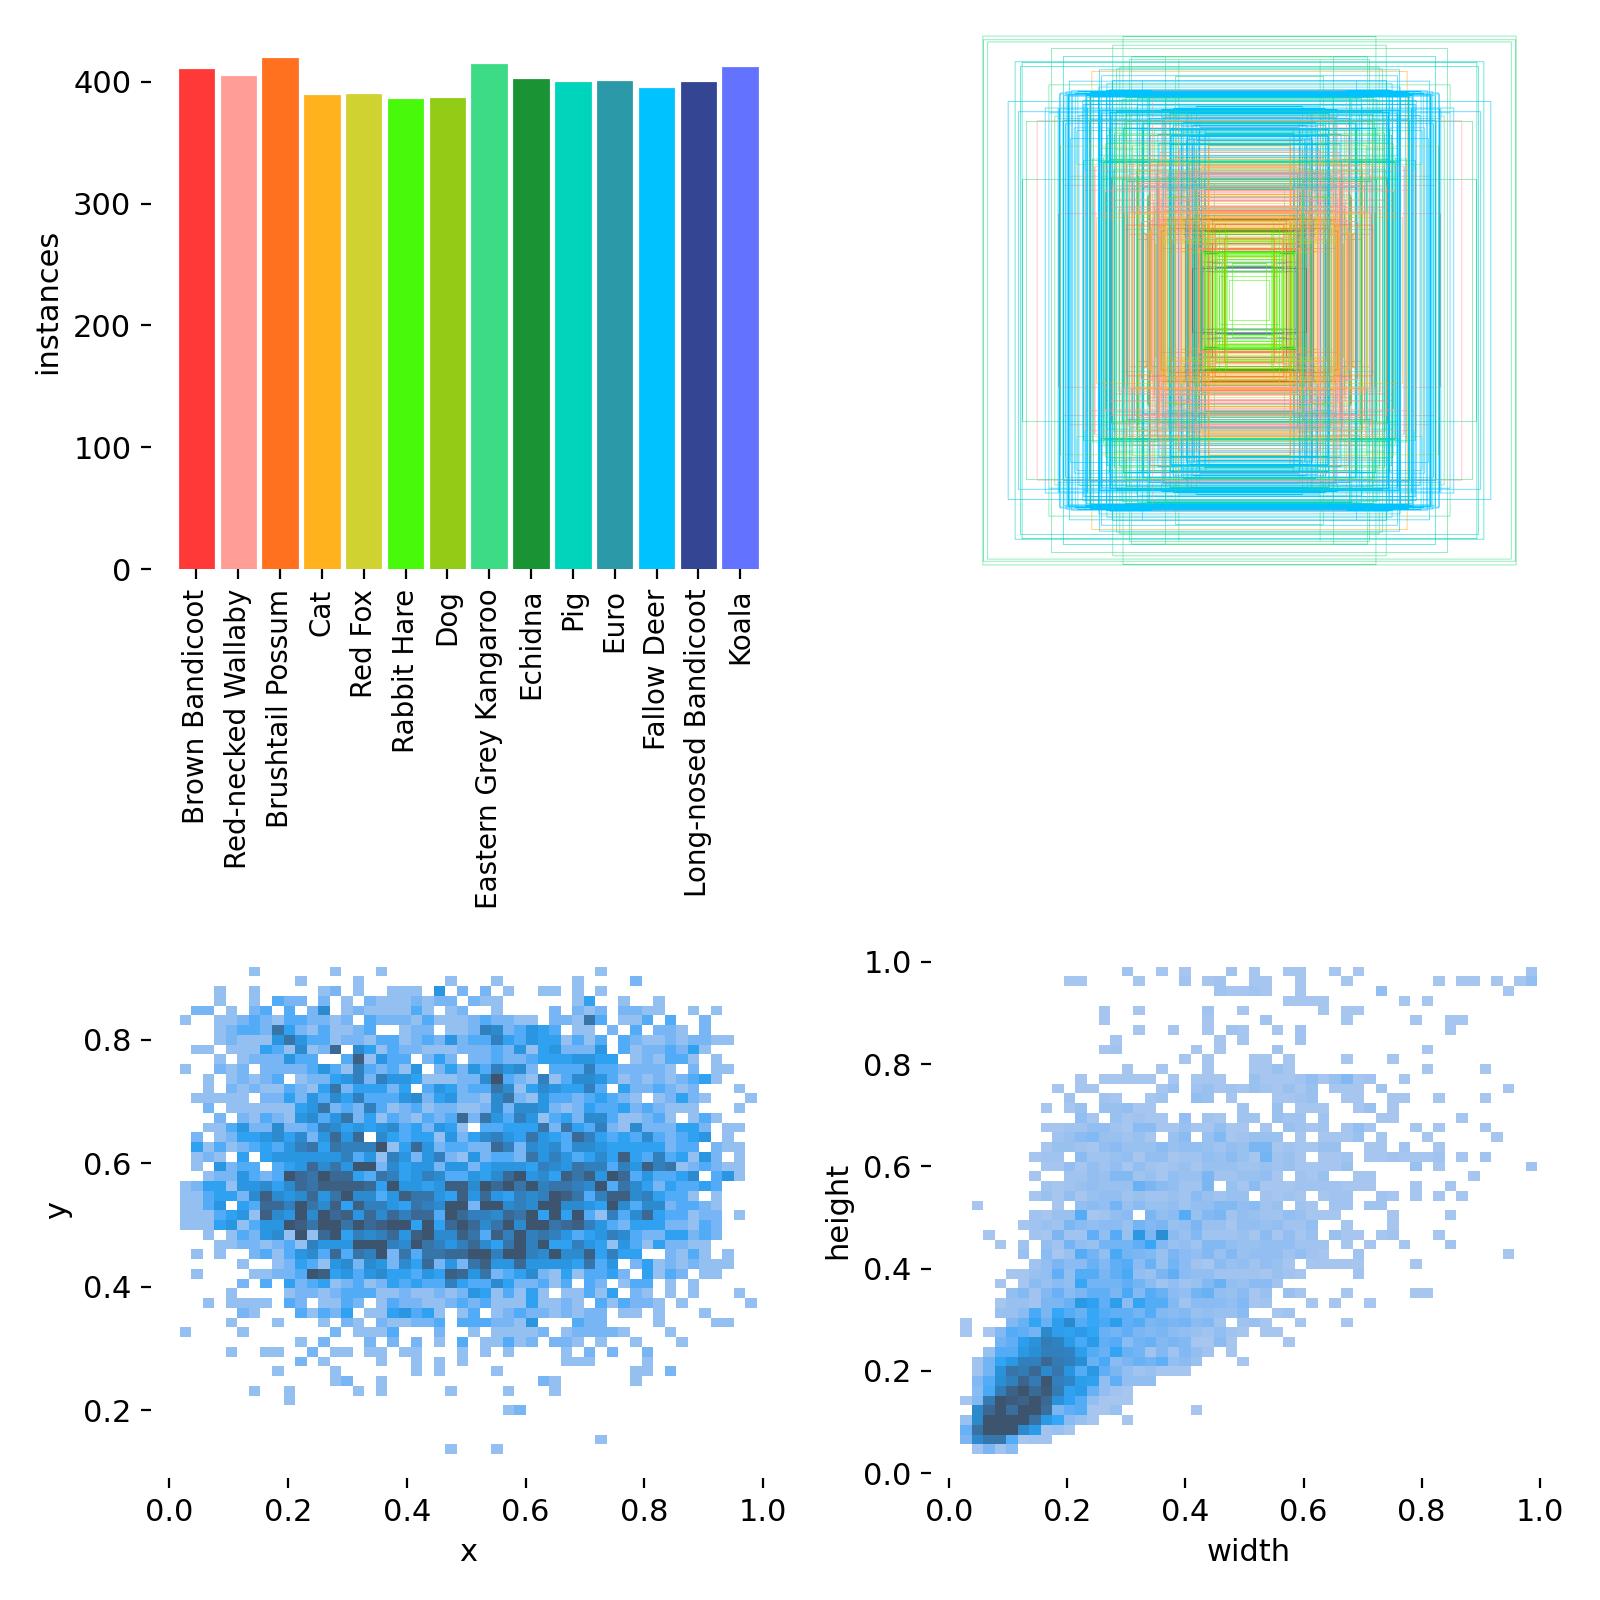 400
300
200
100
0
instances
Brown Bandicoot
Red-necked Wallaby
Brushtail Possum
Cat
Red Fox
Rabbit Hare
Dog
Eastern Grey Kangaroo
Echidna
Pig
Euro
Fallow Deer
Long-nosed Bandicoot
Koala
0.8
0.6
0.4
0.2
y
0.0 0.2 0.4 0.6 0.8 1.0
x
1.0
0.8
0.6
0.4
0.2
0.0
height
0.0 0.2 0.4 0.6 0.8 1.0
width